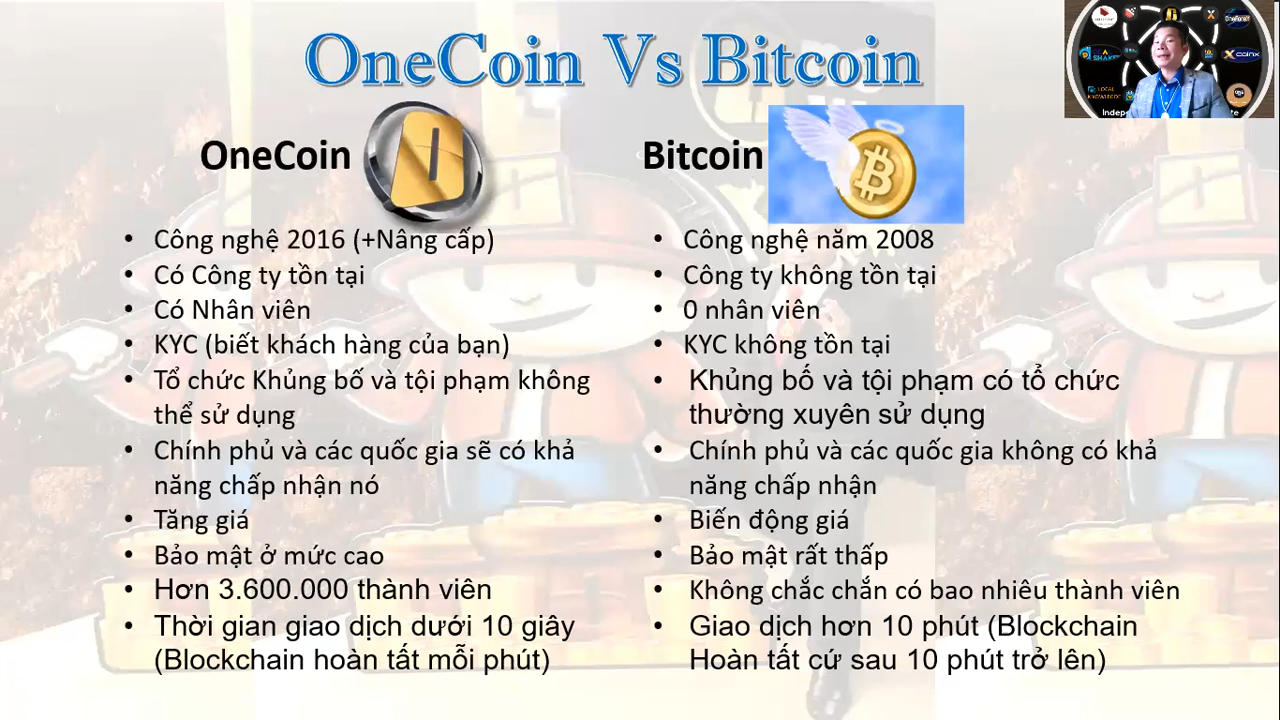 OneCoin Vs Bitcoin
OneCoin
• Công nghệ 2016 (+Nâng cấp)
• Có Công ty tồn tại
• Có Nhân viên
• KYC (biết khách hàng của bạn)
• Tổ chức Khủng bố và tội phạm không
thể sử dụng
• Chính phủ và các quốc gia sẽ có khả
năng chấp nhận nó
• Tăng giá
• Bảo mật ở mức cao
• Hơn 3.600.000 thành viên
• Thời gian giao dịch dưới 10 giây
(Blockchain hoàn tất mỗi phút)
Bitcoin
• Công nghệ năm 2008
• Công ty không tồn tại
• 0 nhân viên
• KYC không tồn tại
• Khủng bố và tội phạm có tổ chức
thường xuyên sử dụng
• Chính phủ và các quốc gia không có khả
năng chấp nhận
• Biến động giá
• Bảo mật rất thấp
• Không chắc chắn có bao nhiêu thành viên
• Giao dịch hơn 10 phút (Blockchain
Hoàn tất cứ sau 10 phút trở lên)